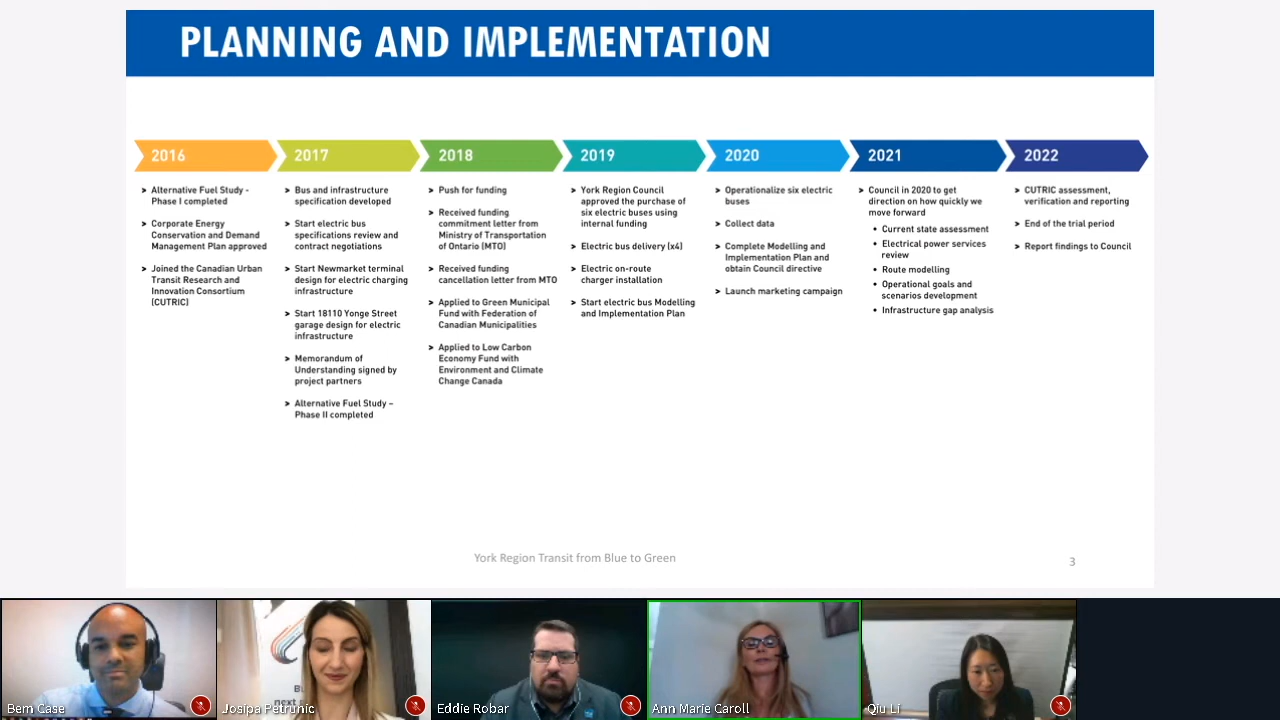 PLANNING AND IMPLEMENTATION
2016
> Alternative Fuel Study -
Phase I completed
> Corporate Energy
Conservation and Demand
Management Plan approved
> Joined the Canadian Urban
Transit Research and
Innovation Consortium
(CUTRIC)
2017
> Bus and infrastructure
specification developed
> Start electric bus
specifications review and
contract negotiations
> Start Newmarket terminal
design for electric charging
infrastructure
> Start 18110 Yonge Street
garage design for electric
infrastructure
> Memorandum of
Understanding signed by
project partners
> Alternative Fuel Study –
Phase II completed
2018
> Push for funding
> Received funding
commitment letter from
Ministry of Transportation
of Ontario (MTO)
> Received funding
cancellation letter from MTO
> Applied to Green Municipal
Fund with Federation of
Canadian Municipalities
> Applied to Low Carbon
Economy Fund with
Environment and Climate
Change Canada
2019
> York Region Council
approved the purchase of
six electric buses using
internal funding
> Electric bus delivery (x4)
> Electric on-route
charger installation
> Start electric bus Modelling
and Implementation Plan
2020
> Operationalize six electric
buses
> Collect data
> Complete Modelling and
Implementation Plan and
obtain Council directive
> Launch marketing campaign
2021
> Council in 2020 to get
direction on how quickly we
move forward
• Current state assessment
• Electrical power services
review
• Route modelling
• Operational goals and
scenarios development
• Infrastructure gap analysis
2022
> CUTRIC assessment,
verification and reporting
> End of the trial period
> Report findings to Council
York Region Transit from Blue to Green
3
Bem Case
Josipa Petrunic
Eddie Robar
Ann Marie Caroll
Qiu Li